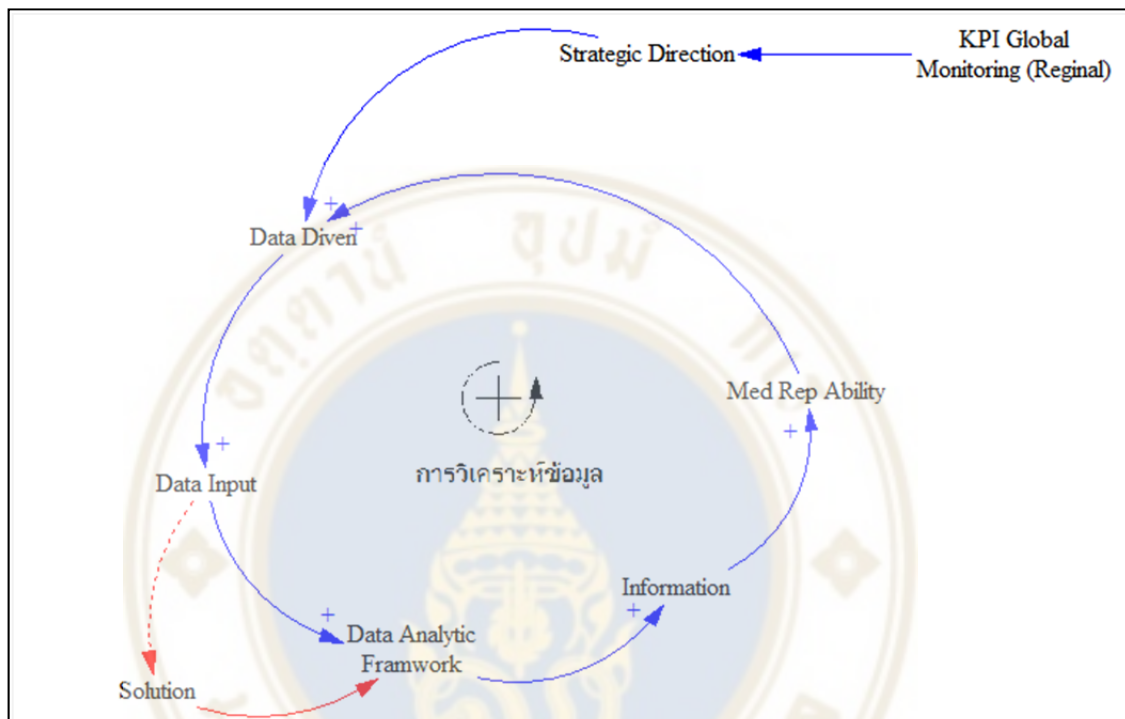 Strategic Direction
KPI Global
Monitoring (Reginal)
Data Diven
Med Rep Ability
การวิเคราะห์ข้อมูล
Data Input
Information
Data Analytic
Framwork
Solution